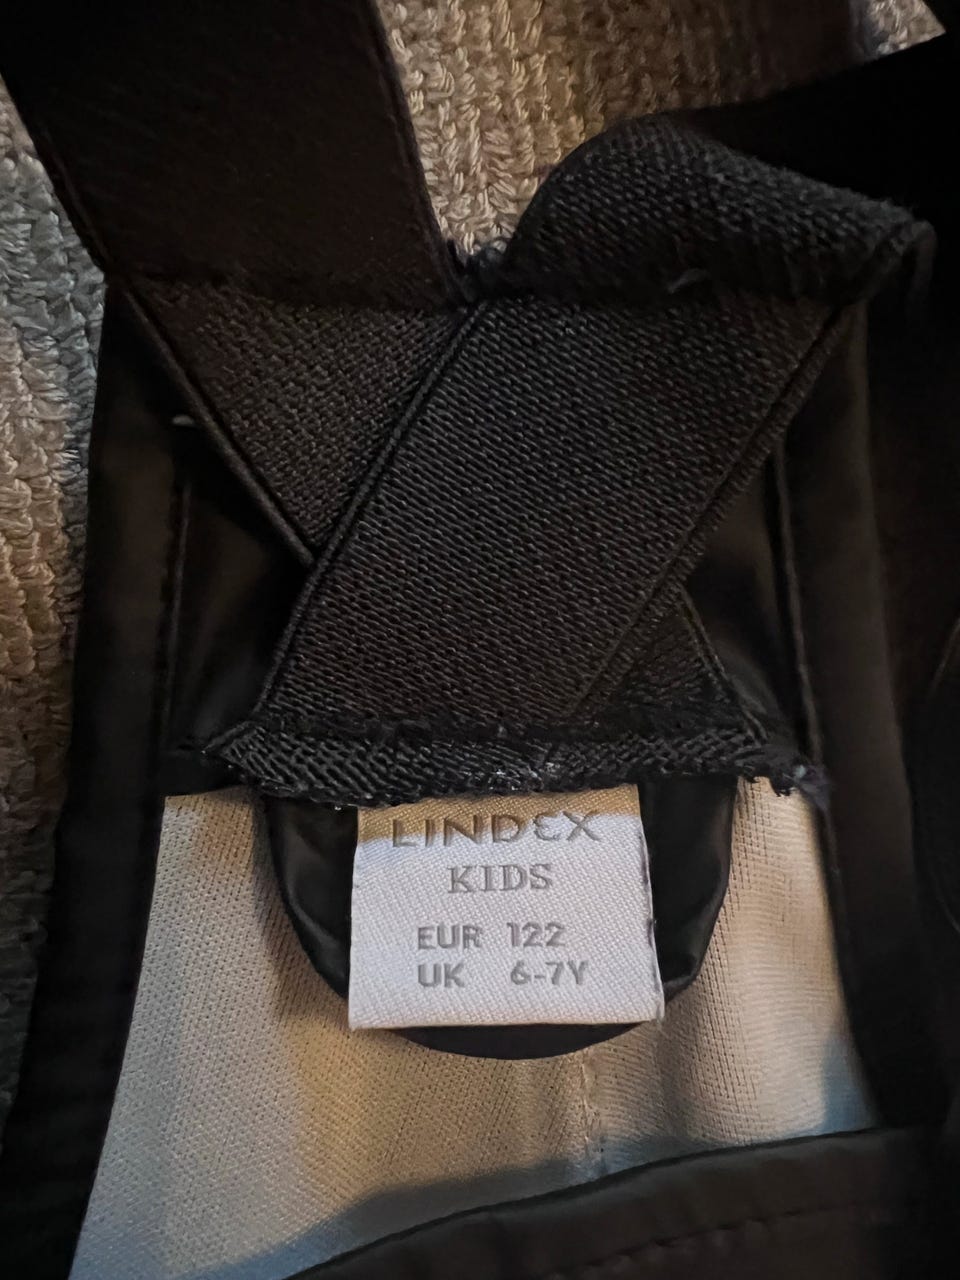 LINDEX
KIDS
EUR 122
UK 6-7Y